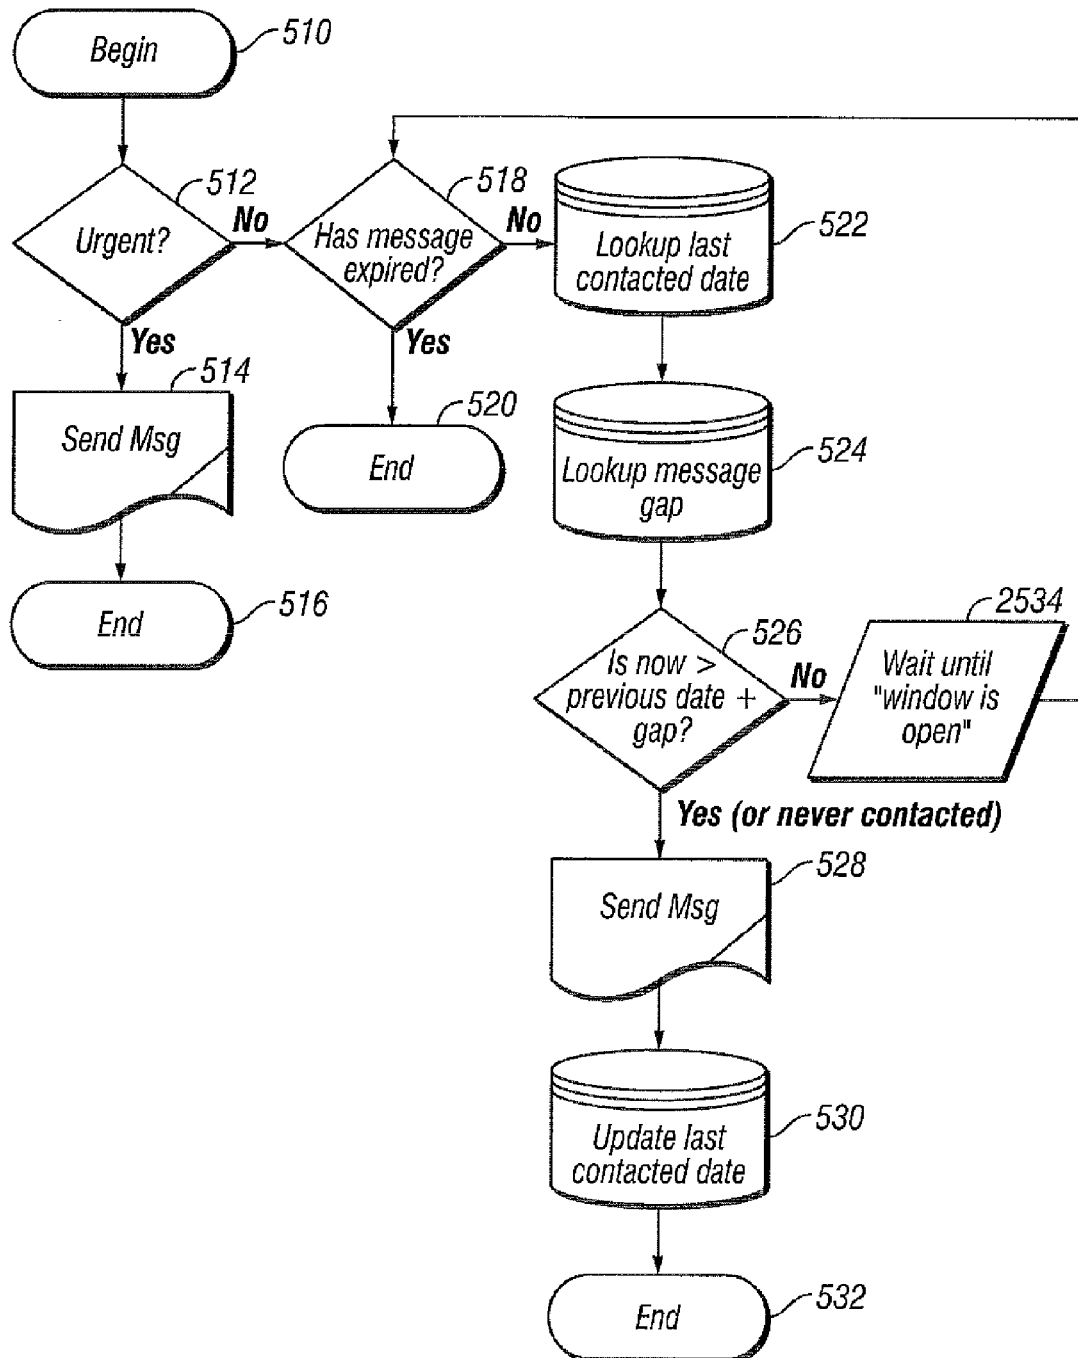 Begin
510
512
Urgent?
No
518
Has message
expired?
No
522
Lookup last
contacted date
Yes
514
Send Msg
Yes
520
End
524
Lookup message
gap
516
End
526
Is now >
previous date +
gap?
No
2534
Wait until
"window is
open"
Yes (or never contacted)
528
Send Msg
530
Update last
contacted date
532
End